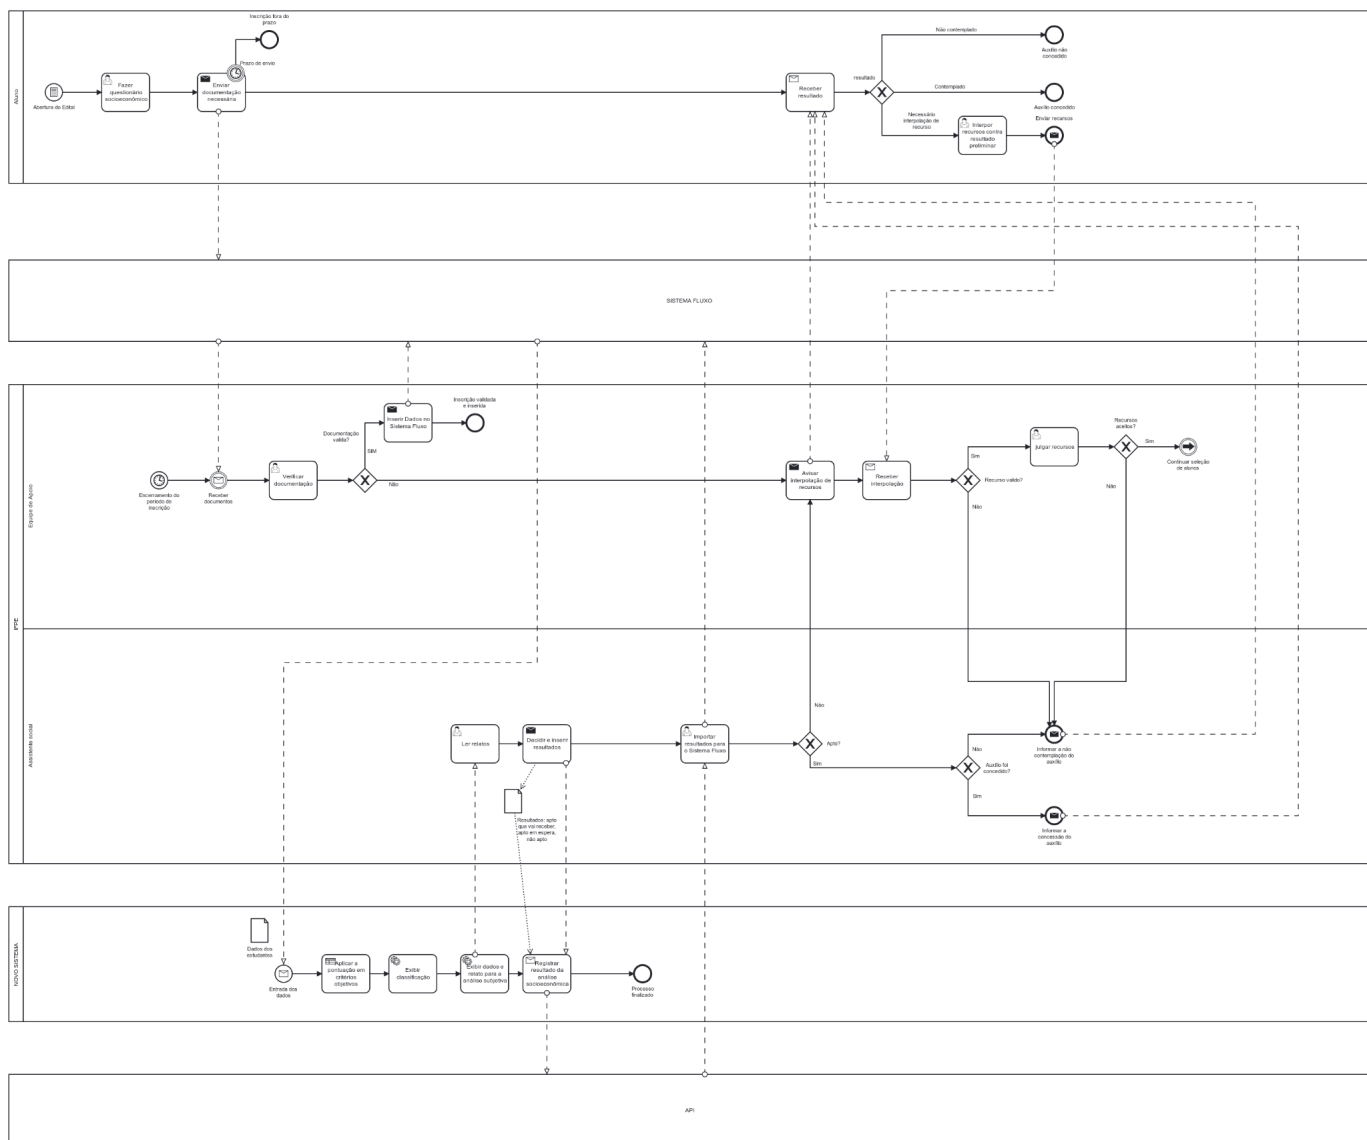 Aluno
Inscrição fora do
prazo
Prazo de envio
Abertura do Edital
Fazer
questionário
socioeconômico
Enviar
documentação
necessária
Receber
resultado
resultado
Não contemplado
Auxílio não
concedido
Contemplado
Auxílio concedido
Necessário
interpolação de
recurso
Interpor
recursos contra
resultado
preliminar
Enviar recursos
SISTEMA FLUXO
IFPE
Equipe de Apoio
Encerramento do
período de
inscrição
Receber
documentos
Verificar
documentação
Documentação
valida?
SIM
Não
Inserir Dados no
Sistema Fluxo
Inscrição validada
e inserida
Avisar
interpolação de
recursos
Receber
interpolação
Recurso valido?
Sim
Não
julgar recursos
Recursos
aceitos?
Sim
Não
Continuar seleção
de alunos
Assistente social
Ler relatos
Decidir e inserir
resultados
Resultados: apto
que vai receber,
apto em espera,
não apto
Importar
resultados para
o Sistema Fluxo
Apto?
Não
Sim
Auxílio foi
concedido?
Não
Sim
Informar a não
contemplação do
auxílio
Informar a
concessão do
auxílio
NOVO SISTEMA
Dados dos
estudantes
Entrada dos
dados
Aplicar a
pontuação em
critérios
objetivos
Exibir
classificação
Exibir dados e
relato para a
análise subjetiva
Registrar
resultado da
análise
socioeconômica
Processo
finalizado
API